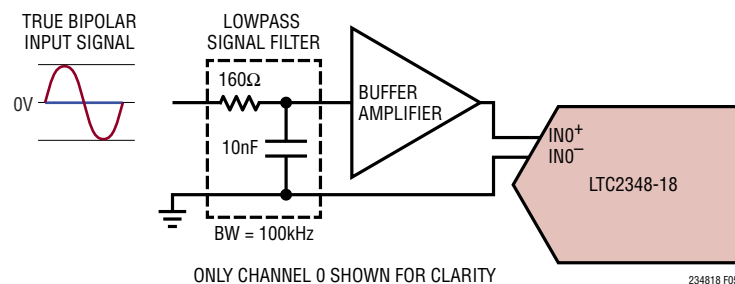 TRUE BIPOLAR
INPUT SIGNAL
LOWPASS
SIGNAL FILTER
0V
160Ω
10nF
BUFFER
AMPLIFIER
IN0+
IN0–
LTC2348-18
BW = 100kHz
ONLY CHANNEL 0 SHOWN FOR CLARITY
234818 F05